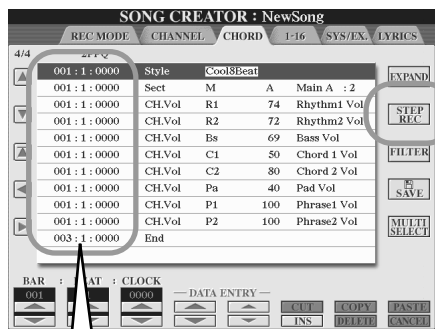 SONG CREATOR : NewSong
REC MODE CHANNEL CHORD 1-16 SYS/EX. LYRICS
4/4 2PPQ
001 : 1 : 0000 Style Cool8Beat
001 : 1 : 0000 Sect M A Main A : 2
001 : 1 : 0000 CH.Vol R1 74 Rhythm1 Vol
001 : 1 : 0000 CH.Vol R2 72 Rhythm2 Vol
001 : 1 : 0000 CH.Vol Bs 69 Bass Vol
001 : 1 : 0000 CH.Vol C1 50 Chord 1 Vol
001 : 1 : 0000 CH.Vol C2 80 Chord 2 Vol
001 : 1 : 0000 CH.Vol Pa 40 Pad Vol
001 : 1 : 0000 CH.Vol P1 100 Phrase1 Vol
001 : 1 : 0000 CH.Vol P2 100 Phrase2 Vol
003 : 1 : 0000 End
EXPAND
STEP
REC
FILTER
SAVE
MULTI
SELECT
BAR : : CLOCK
001 0000 DATA ENTRY CUT COPY PASTE
INS DELETE CANCEL